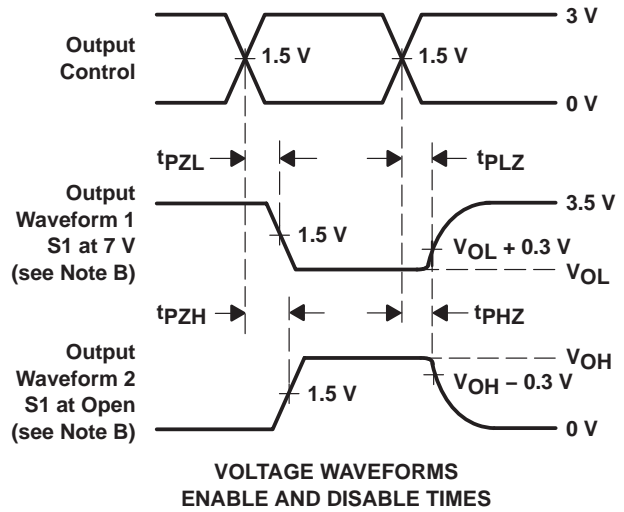 3 V
Output
Control
1.5 V
1.5 V
0 V
tPZL
tPLZ
Output
Waveform 1
S1 at 7 V
(see Note B)
3.5 V
1.5 V
VOL + 0.3 V
VOL
tPZH
tPHZ
Output
Waveform 2
S1 at Open
(see Note B)
VOH
1.5 V
VOH – 0.3 V
0 V
VOLTAGE WAVEFORMS
ENABLE AND DISABLE TIMES